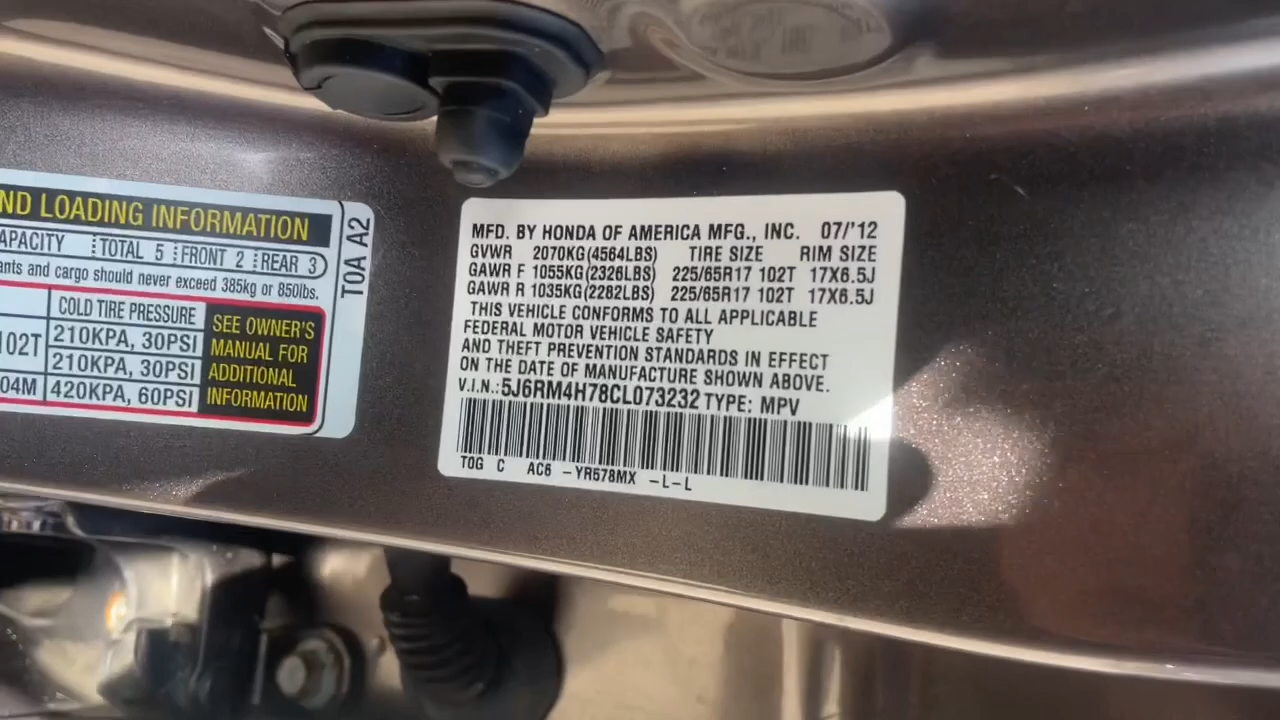 ND LOADING INFORMATION
APACITY TOTAL 5 FRONT 2 REAR 3
ants and cargo should never exceed 385kg or 850lbs.
COLD TIRE PRESSURE
102T 210KPA, 30PSI
210KPA, 30PSI
04M 420KPA, 60PSI
SEE OWNER'S
MANUAL FOR
ADDITIONAL
INFORMATION
TOA A2
MFD. BY HONDA OF AMERICA MFG., INC. 07/'12
GVWR 2070KG(4564LBS) TIRE SIZE RIM SIZE
GAWR F 1055KG(2326LBS) 225/65R17 102T 17X6.5J
GAWR R 1035KG(2282LBS) 225/65R17 102T 17X6.5J
THIS VEHICLE CONFORMS TO ALL APPLICABLE
FEDERAL MOTOR VEHICLE SAFETY
AND THEFT PREVENTION STANDARDS IN EFFECT
ON THE DATE OF MANUFACTURE SHOWN ABOVE.
V.I.N.:5J6RM4H78CL073232 TYPE: MPV
TOG C AC6 -YR578MX -L-L